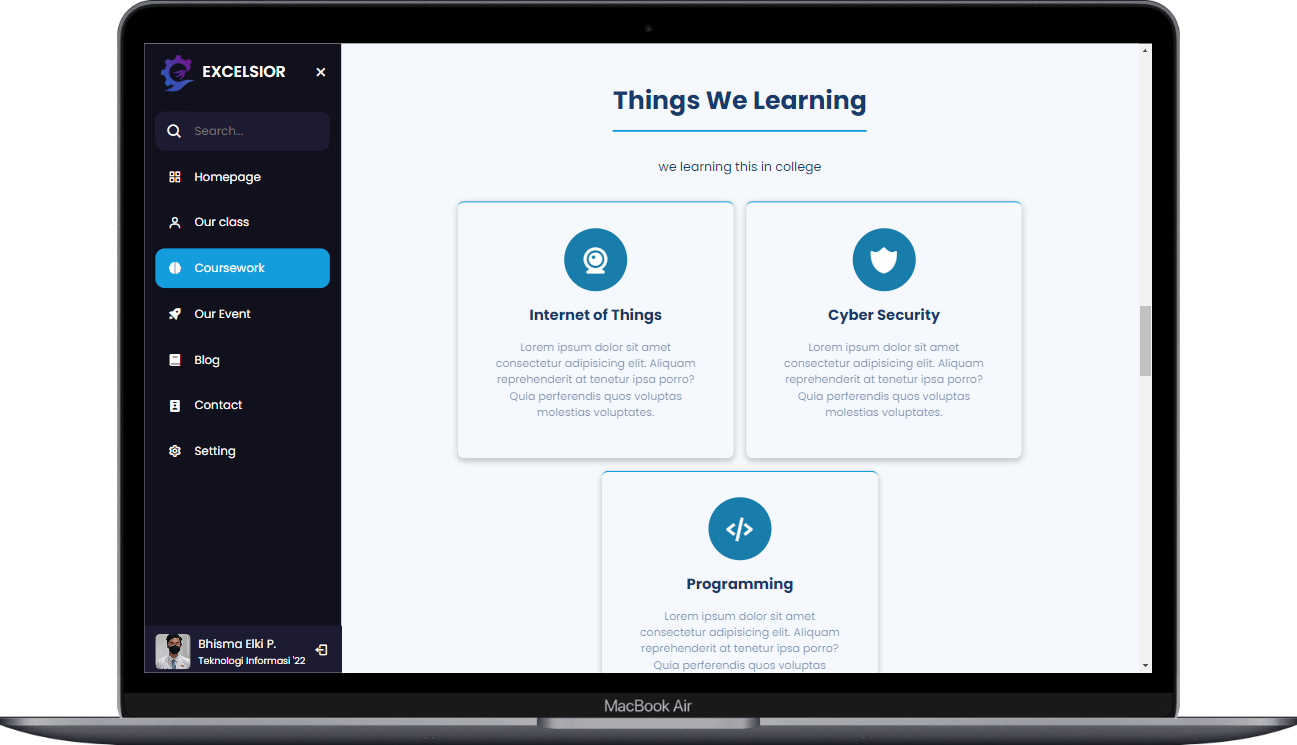 EXCELSIOR
Search...
Homepage
Our class
Coursework
Our Event
Blog
Contact
Setting
Bhisma Elki P.
Teknologi Informasi '22
Things We Learning
we learning this in college
Internet of Things
Lorem ipsum dolor sit amet
consectetur adipisicing elit. Aliquam
reprehenderit at tenetur ipsa porro?
Quia perferendis quos voluptas
molestias voluptates.
Cyber Security
Lorem ipsum dolor sit amet
consectetur adipisicing elit. Aliquam
reprehenderit at tenetur ipsa porro?
Quia perferendis quos voluptas
molestias voluptates.
Programming
Lorem ipsum dolor sit amet
consectetur adipisicing elit. Aliquam
reprehenderit at tenetur ipsa porro?
Quia perferendis quos voluptas
MacBook Air